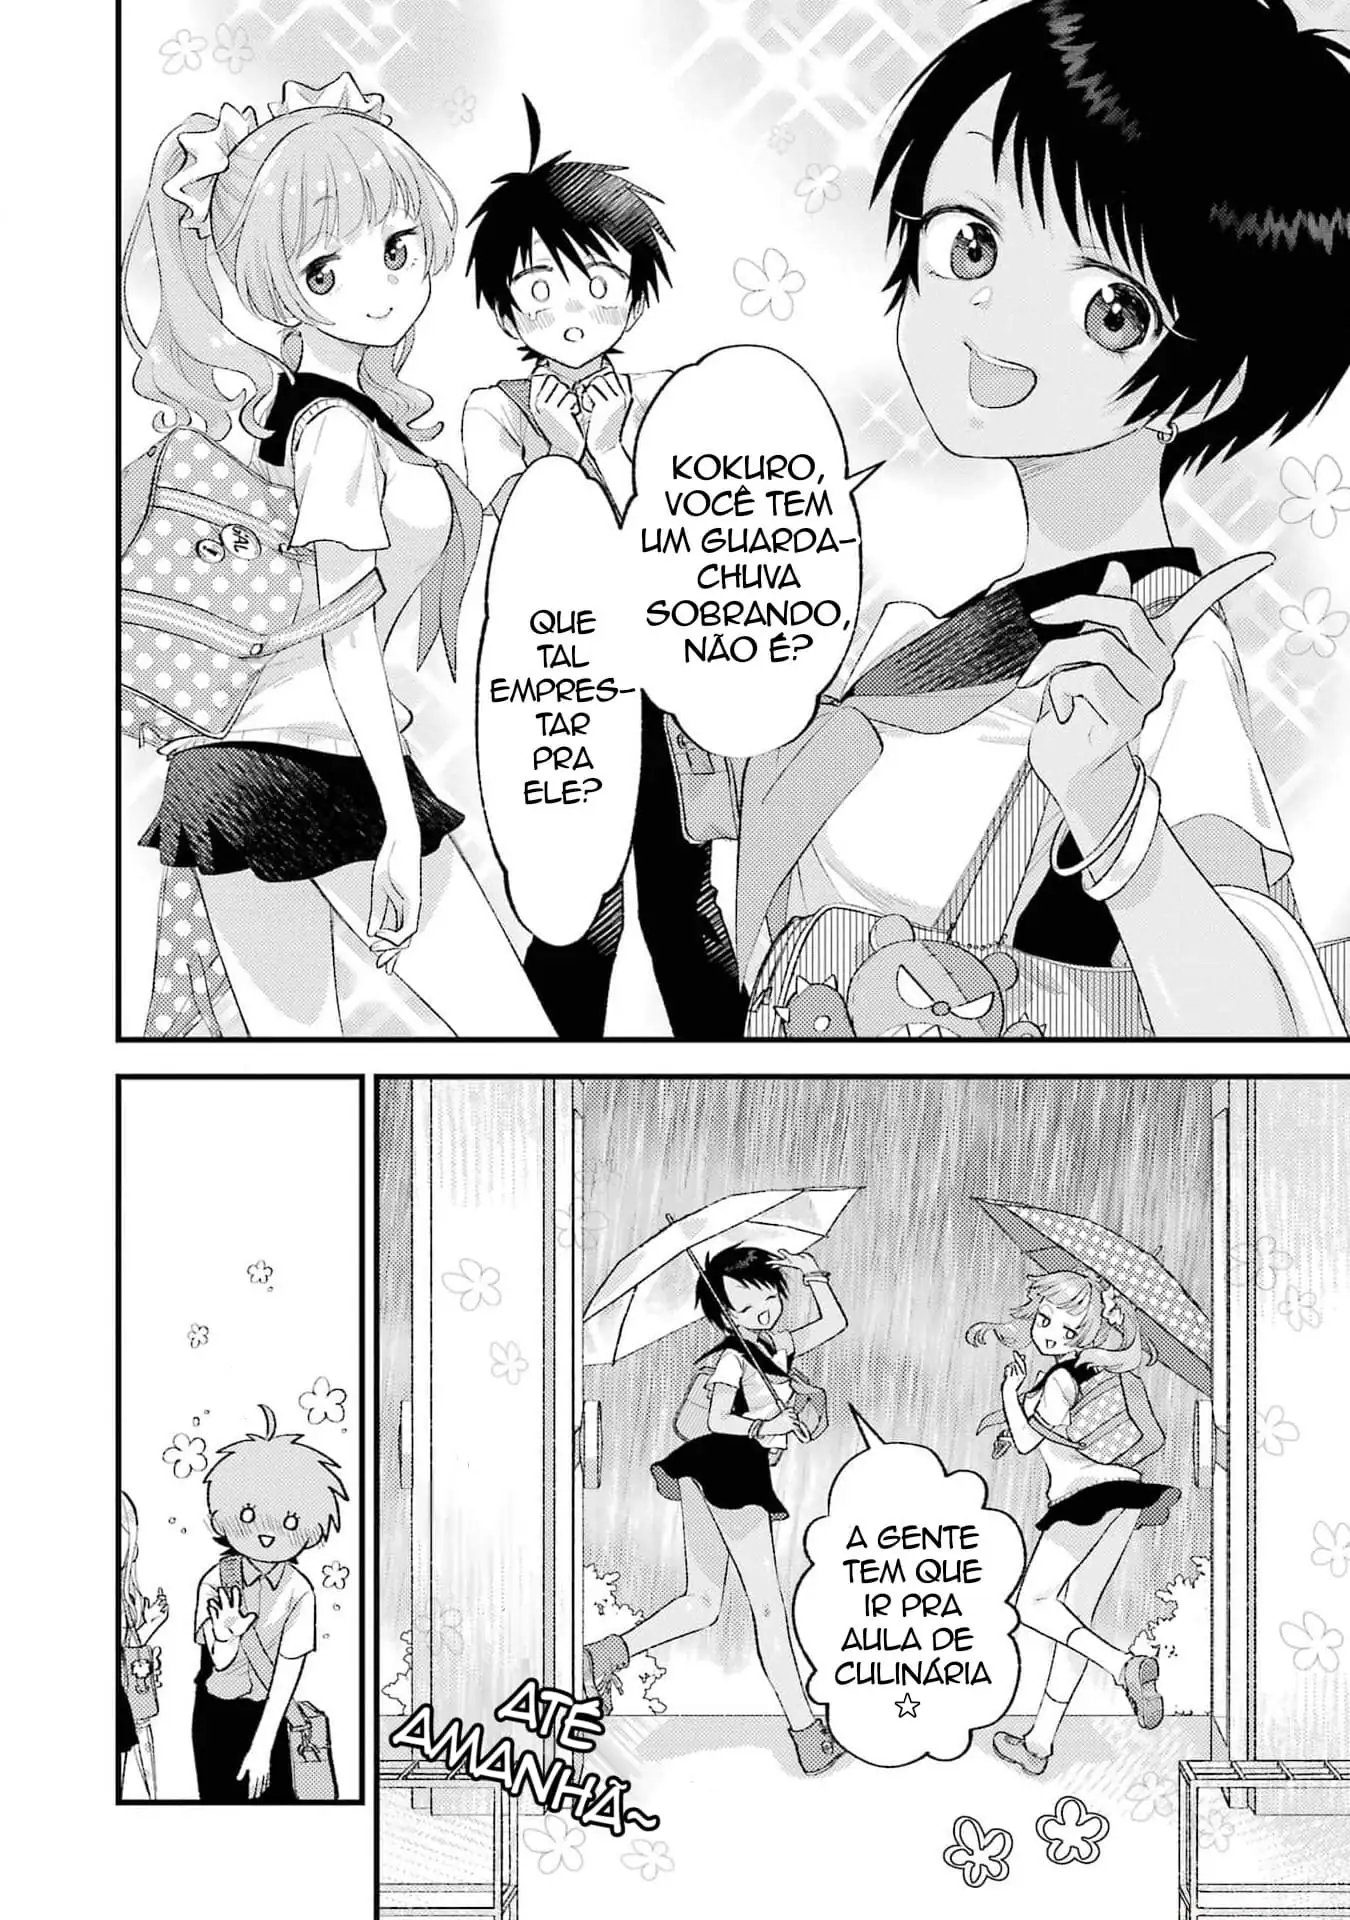 KOKURO,
VOCÊ TEM
UM GUARDA-
CHUVA
SOBRANDO,
NÃO É?
QUE
TAL
EMPRES-
TAR
PRA
ELE?
A GENTE
TEM QUE
IR PRA
AULA DE
CULINÁRIA
☆
ATÉ
AMANHÃ~